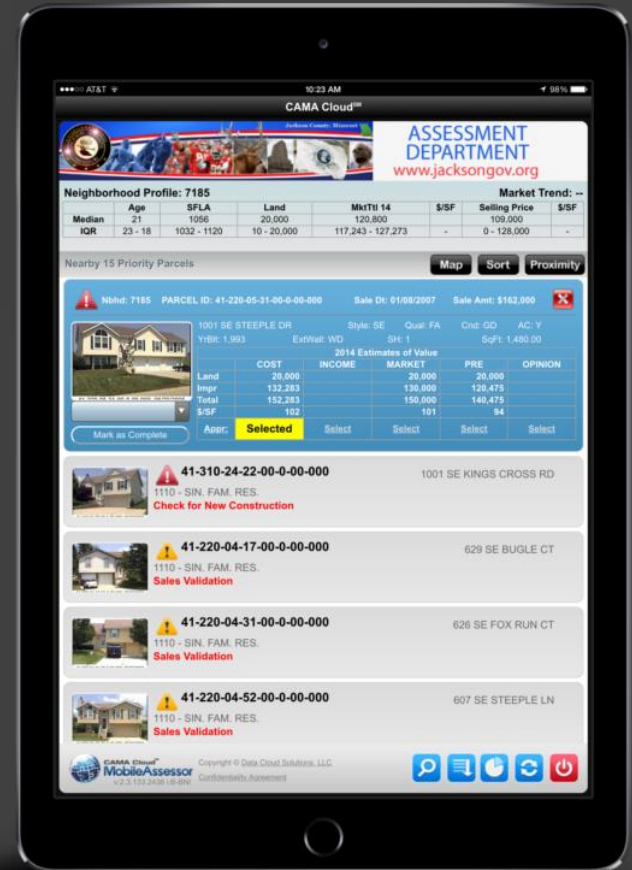 ●●●○○ AT&T 10:23 AM 98%
CAMA Cloud℠
Jackson County, Missouri
ASSESSMENT
DEPARTMENT
www.jacksongov.org
Neighborhood Profile: 7185 Market Trend: --
Age SFLA Land MktTtl 14 $/SF Selling Price $/SF
Median 21 1056 20,000 120,800 109,000
IQR 23 - 18 1032 - 1120 10 - 20,000 117,243 - 127,273 - 0 - 128,000 -
Nearby 15 Priority Parcels Map Sort Proximity
Nbhd: 7185 PARCEL ID: 41-220-05-31-00-0-00-000 Sale Dt: 01/08/2007 Sale Amt: $162,000 X
1001 SE STEEPLE DR Style: SE Qual: FA Cnd: GD AC: Y
YrBlt: 1,993 ExtWall: WD SH: 1 SqFt: 1,480.00
2014 Estimates of Value
COST INCOME MARKET PRE OPINION
Land 20,000 20,000 20,000
Impr 132,283 130,000 120,475
Total 152,283 150,000 140,475
$/SF 102 101 94
Appr: Selected Select Select Select Select
Mark as Complete
41-310-24-22-00-0-00-000 1001 SE KINGS CROSS RD
1110 - SIN. FAM. RES.
Check for New Construction
41-220-04-17-00-0-00-000 629 SE BUGLE CT
1110 - SIN. FAM. RES.
Sales Validation
41-220-04-31-00-0-00-000 626 SE FOX RUN CT
1110 - SIN. FAM. RES.
Sales Validation
41-220-04-52-00-0-00-000 607 SE STEEPLE LN
1110 - SIN. FAM. RES.
Sales Validation
CAMA Cloud℠
MobileAssessor
Copyright © Data Cloud Solutions, LLC
Confidentiality Agreement